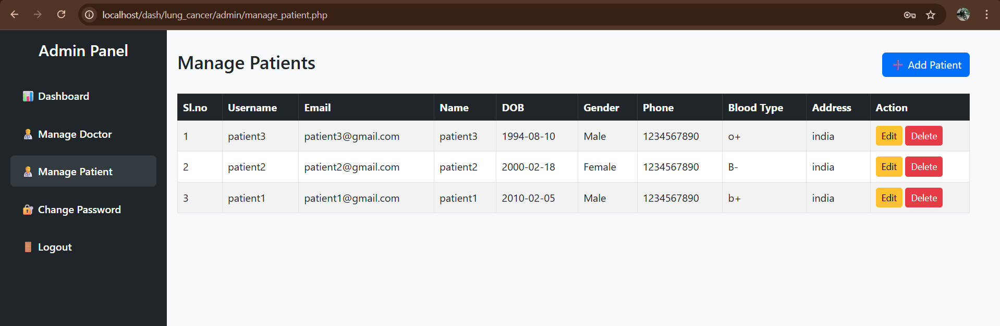 localhost/dash/lung_cancer/admin/manage_patient.php
Admin Panel
Dashboard
Manage Doctor
Manage Patient
Change Password
Logout
Manage Patients
Add Patient
Sl.no Username Email Name DOB Gender Phone Blood Type Address Action
1 patient3 patient3@gmail.com patient3 1994-08-10 Male 1234567890 o+ india Edit Delete
2 patient2 patient2@gmail.com patient2 2000-02-18 Female 1234567890 B- india Edit Delete
3 patient1 patient1@gmail.com patient1 2010-02-05 Male 1234567890 b+ india Edit Delete